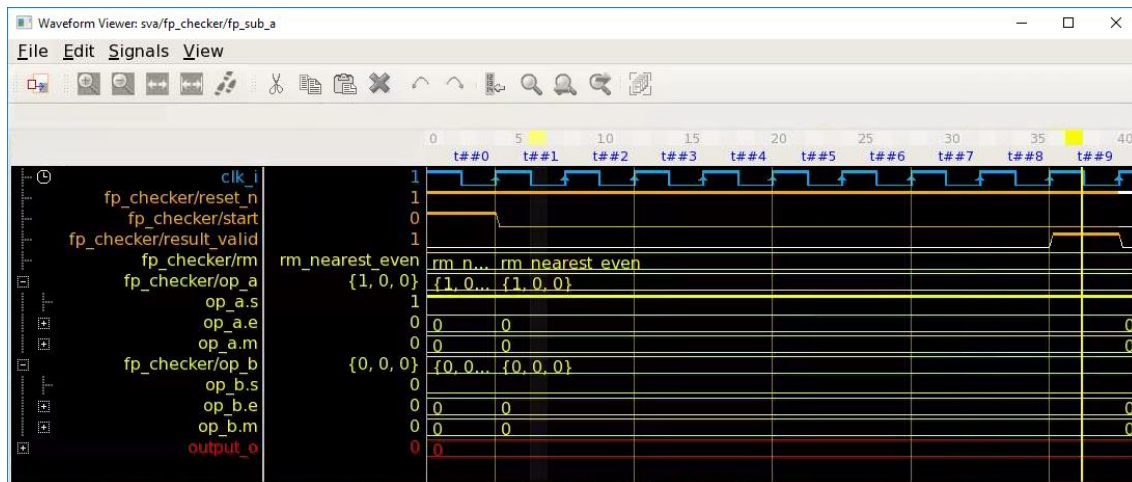 Waveform Viewer: sva/fp_checker/fp_sub_a
File Edit Signals View
0 5 10 15 20 25 30 35 40
t##0 t##1 t##2 t##3 t##4 t##5 t##6 t##7 t##8 t##9
clk_i 1
fp_checker/reset_n 1
fp_checker/start 0
fp_checker/result_valid 1
fp_checker/rm rm_nearest_even rm_n... rm_nearest_even
fp_checker/op_a {1, 0, 0} {1, 0... {1, 0, 0}
op_a.s 1
op_a.e 0 0 0 0
op_a.m 0 0 0 0
fp_checker/op_b {0, 0, 0} {0, 0... {0, 0, 0}
op_b.s 0
op_b.e 0 0 0 0
op_b.m 0 0 0 0
output_o 0 0